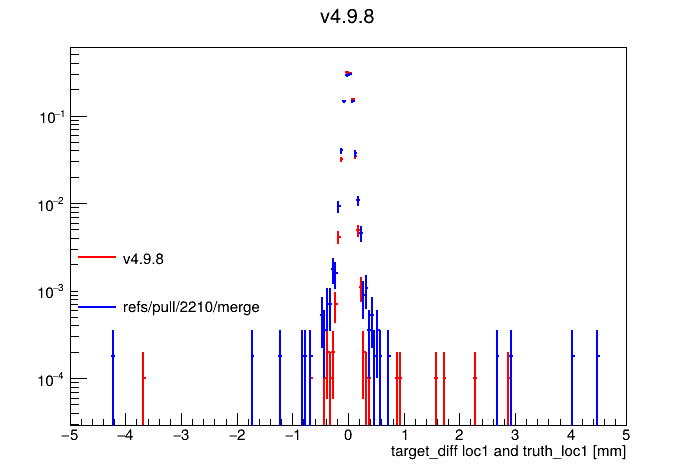 v4.9.8
10⁻¹
10⁻²
v4.9.8
10⁻³
refs/pull/2210/merge
10⁻⁴
−5 −4 −3 −2 −1 0 1 2 3 4 5
target_diff loc1 and truth_loc1 [mm]